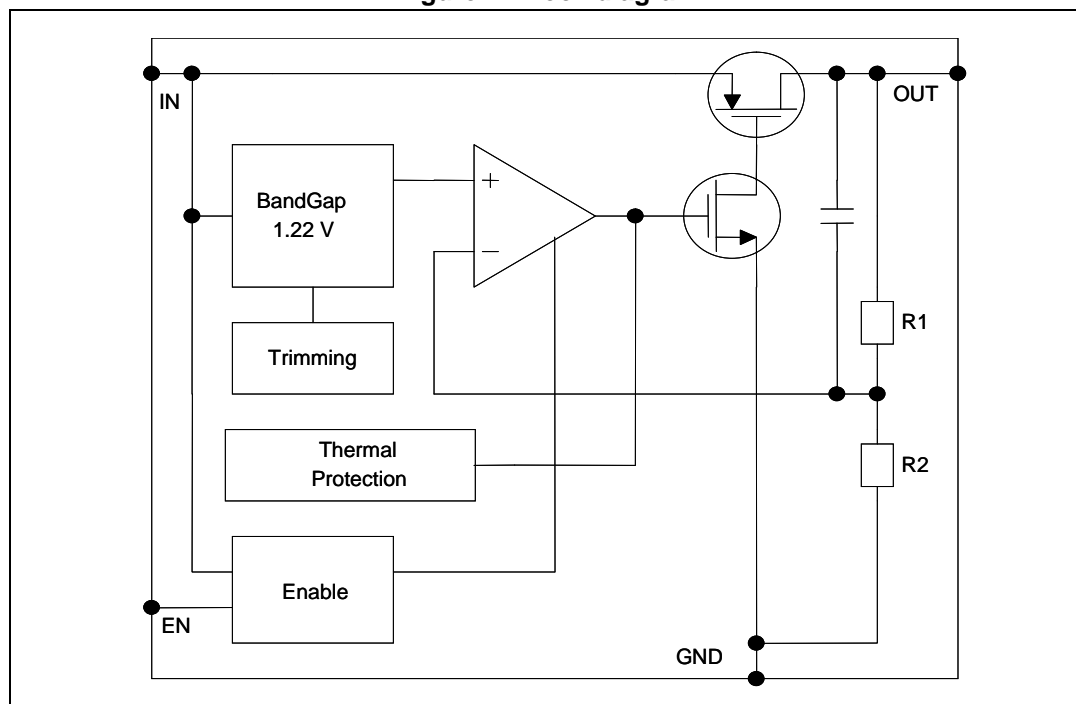 IN
OUT
BandGap
1.22 V
+
−
R1
Trimming
Thermal
Protection
R2
Enable
EN
GND